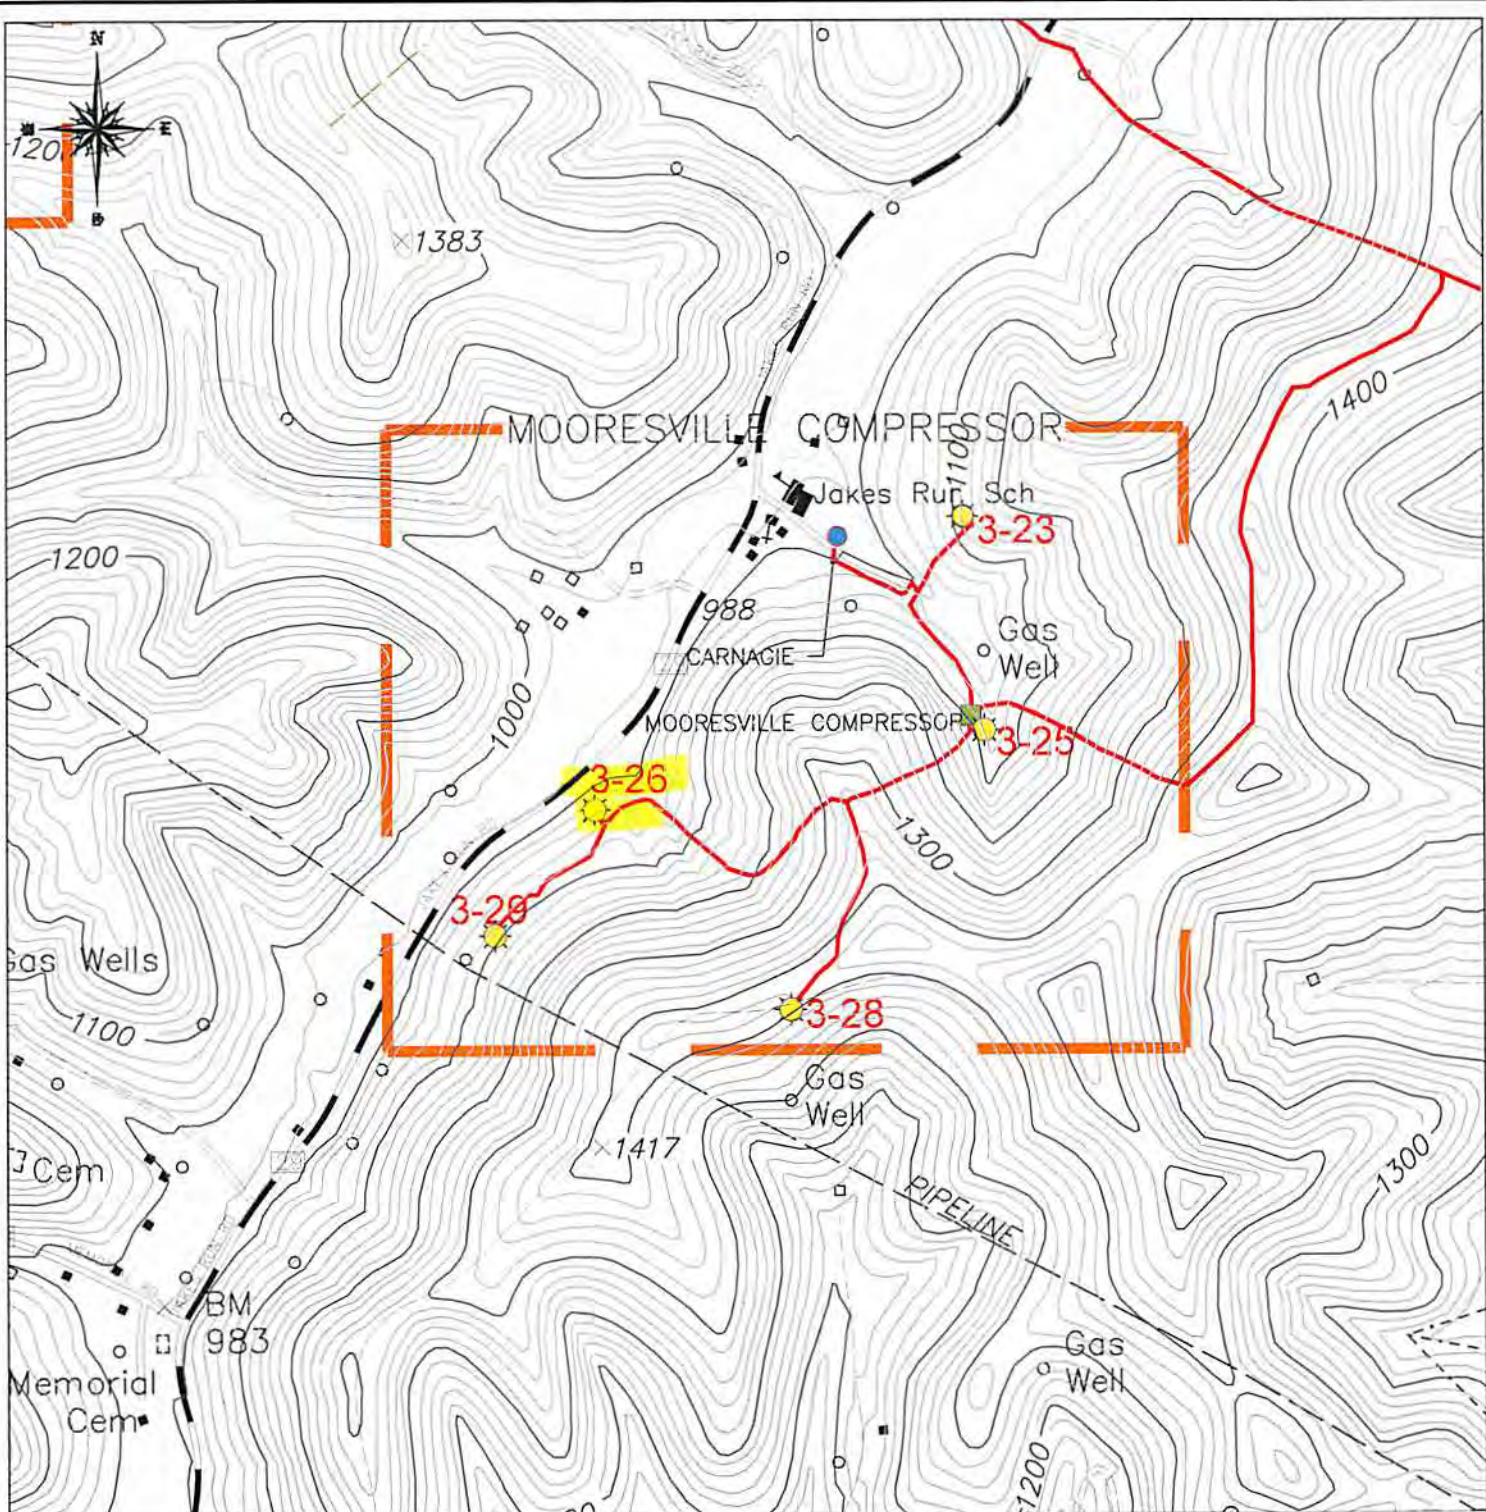 N
1383
1400
MOORESVILLE COMPRESSOR
1100
Jakes Run Sch
3-23
1200
988
Gas
Well
CARNAGIE
1000
MOORESVILLE COMPRESSOR
3-25
3-26
1300
3-29
Gas Wells
3-28
1100
Gas
Well
1417
Cem
1300
PIPELINE
BM
983
Gas
Well
Memorial
Cem
1200